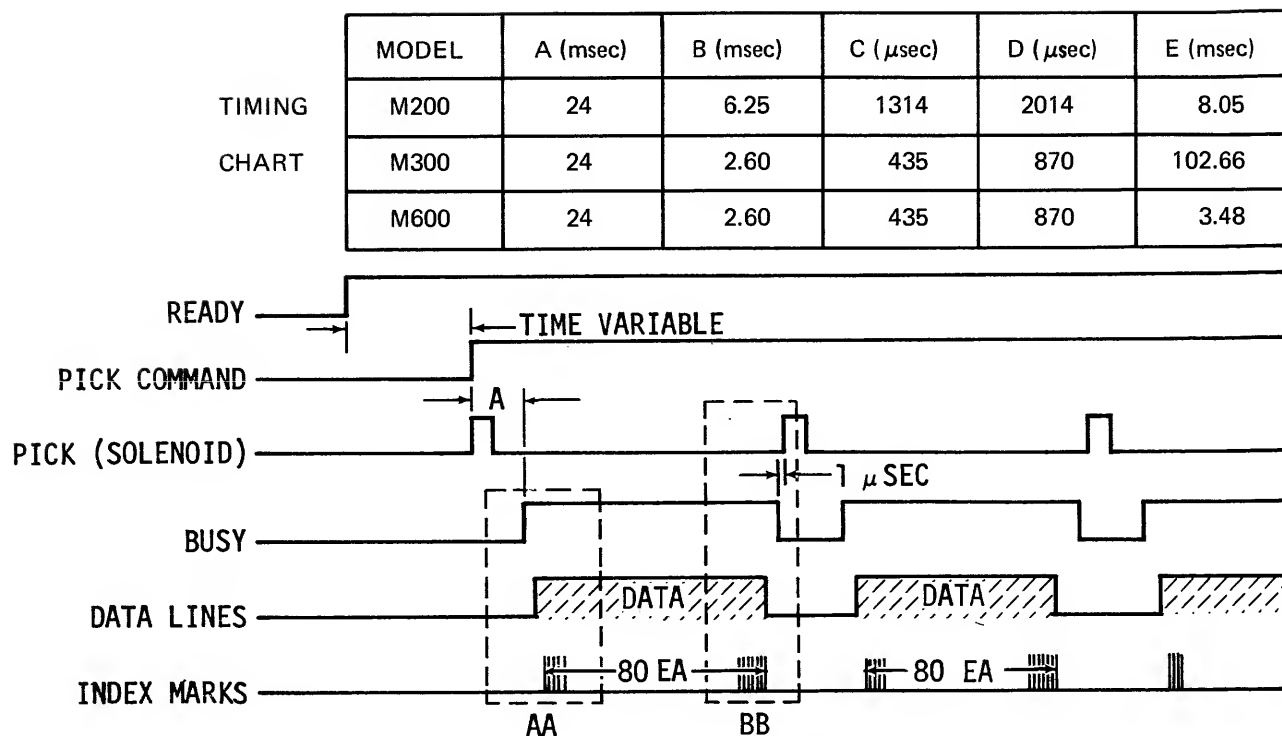 MODEL A (msec) B (msec) C (μsec) D (μsec) E (msec)
TIMING M200 24 6.25 1314 2014 8.05
CHART M300 24 2.60 435 870 102.66
M600 24 2.60 435 870 3.48
READY
TIME VARIABLE
PICK COMMAND
A
PICK (SOLENOID)
1 μSEC
BUSY
DATA DATA
DATA LINES
80 EA 80 EA
INDEX MARKS
AA BB